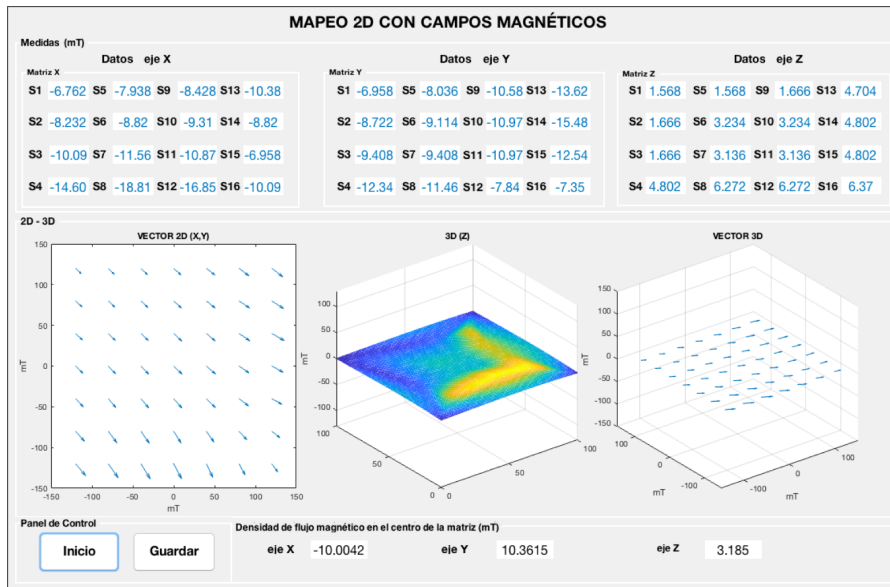 MAPEO 2D CON CAMPOS MAGNÉTICOS
Medidas (mT)
Datos eje X
Datos eje Y
Datos eje Z
Matriz X
Matriz Y
Matriz Z
S1 -6.762 S5 -7.938 S9 -8.428 S13 -10.38
S2 -8.232 S6 -8.82 S10 -9.31 S14 -8.82
S3 -10.09 S7 -11.56 S11 -10.87 S15 -6.958
S4 -14.60 S8 -18.81 S12 -16.85 S16 -10.09
S1 -6.958 S5 -8.036 S9 -10.58 S13 -13.62
S2 -8.722 S6 -9.114 S10 -10.97 S14 -15.48
S3 -9.408 S7 -9.408 S11 -10.97 S15 -12.54
S4 -12.34 S8 -11.46 S12 -7.84 S16 -7.35
S1 1.568 S5 1.568 S9 1.666 S13 4.704
S2 1.666 S6 3.234 S10 3.234 S14 4.802
S3 1.666 S7 3.136 S11 3.136 S15 4.802
S4 4.802 S8 6.272 S12 6.272 S16 6.37
2D - 3D
VECTOR 2D (X,Y)
150
100
50
0
-50
-100
-150
mT
-150 -100 -50 0 50 100 150
mT
3D (Z)
100
50
0
-50
-100
mT
100
50
0
0
50
100
VECTOR 3D
150
100
50
0
-50
-100
-150
mT
100
0
-100
mT
-100
0
100
mT
Panel de Control
Inicio
Guardar
Densidad de flujo magnético en el centro de la matriz (mT)
eje X -10.0042 eje Y 10.3615 eje Z 3.185